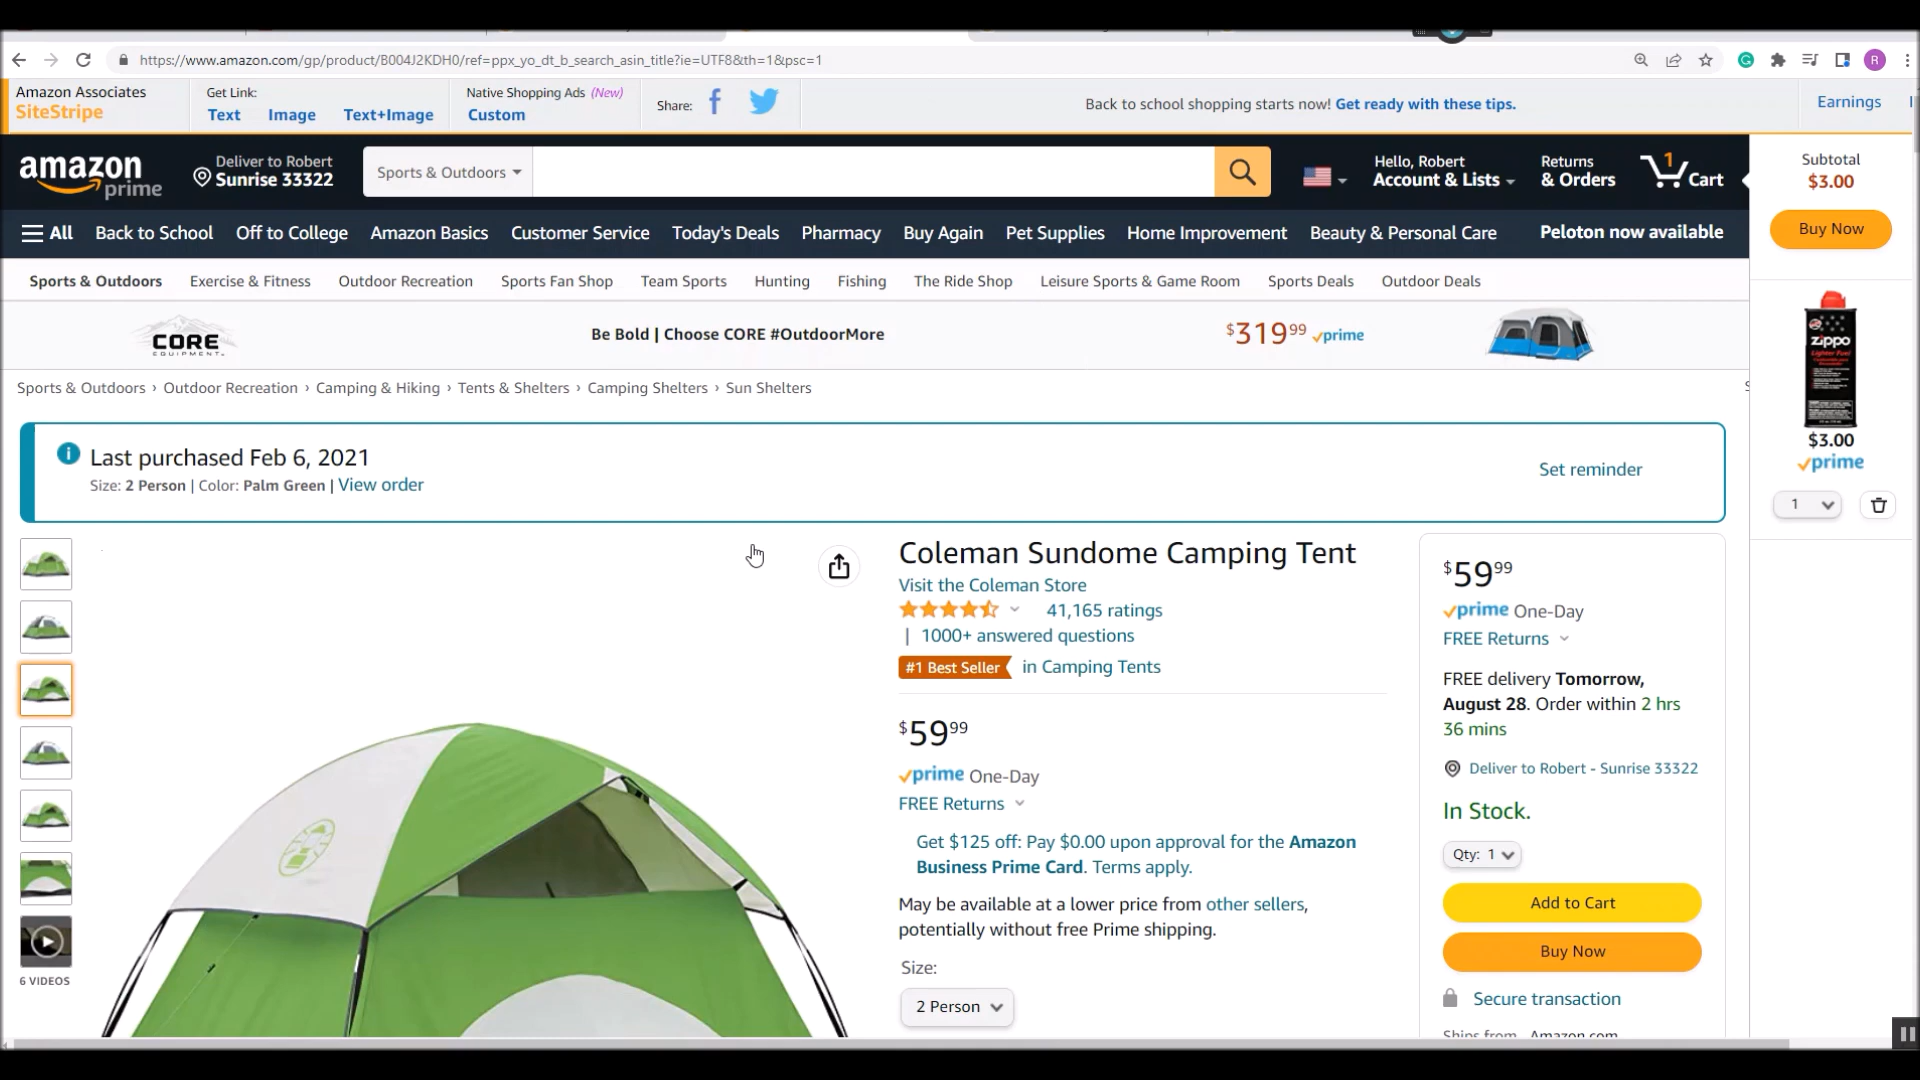 https://www.amazon.com/gp/product/B004J2KDH0/ref=ppx_yo_dt_b_search_asin_title?ie=UTF8&th=1&psc=1
R
Amazon Associates
SiteStripe
Get Link:
Text Image Text+Image
Native Shopping Ads (New)
Custom
Share:
Back to school shopping starts now! Get ready with these tips.
Earnings
amazon
prime
Deliver to Robert
Sunrise 33322
Sports & Outdoors
Hello, Robert
Account & Lists
Returns
& Orders
1
Cart
Subtotal
$3.00
Buy Now
All Back to School Off to College Amazon Basics Customer Service Today's Deals Pharmacy Buy Again Pet Supplies Home Improvement Beauty & Personal Care Peloton now available
Sports & Outdoors Exercise & Fitness Outdoor Recreation Sports Fan Shop Team Sports Hunting Fishing The Ride Shop Leisure Sports & Game Room Sports Deals Outdoor Deals
CORE
EQUIPMENT
Be Bold | Choose CORE #OutdoorMore
$319 99 prime
zippo
Lighter Fluid
$3.00
prime
1
Sports & Outdoors › Outdoor Recreation › Camping & Hiking › Tents & Shelters › Camping Shelters › Sun Shelters
Last purchased Feb 6, 2021
Size: 2 Person | Color: Palm Green | View order
Set reminder
Coleman Sundome Camping Tent
Visit the Coleman Store
41,165 ratings
| 1000+ answered questions
#1 Best Seller in Camping Tents
$59 99
prime One-Day
FREE Returns
Get $125 off: Pay $0.00 upon approval for the Amazon
Business Prime Card. Terms apply.
May be available at a lower price from other sellers,
potentially without free Prime shipping.
Size:
2 Person
6 VIDEOS
$59 99
prime One-Day
FREE Returns
FREE delivery Tomorrow,
August 28. Order within 2 hrs
36 mins
Deliver to Robert - Sunrise 33322
In Stock.
Qty: 1
Add to Cart
Buy Now
Secure transaction
Ships from Amazon.com